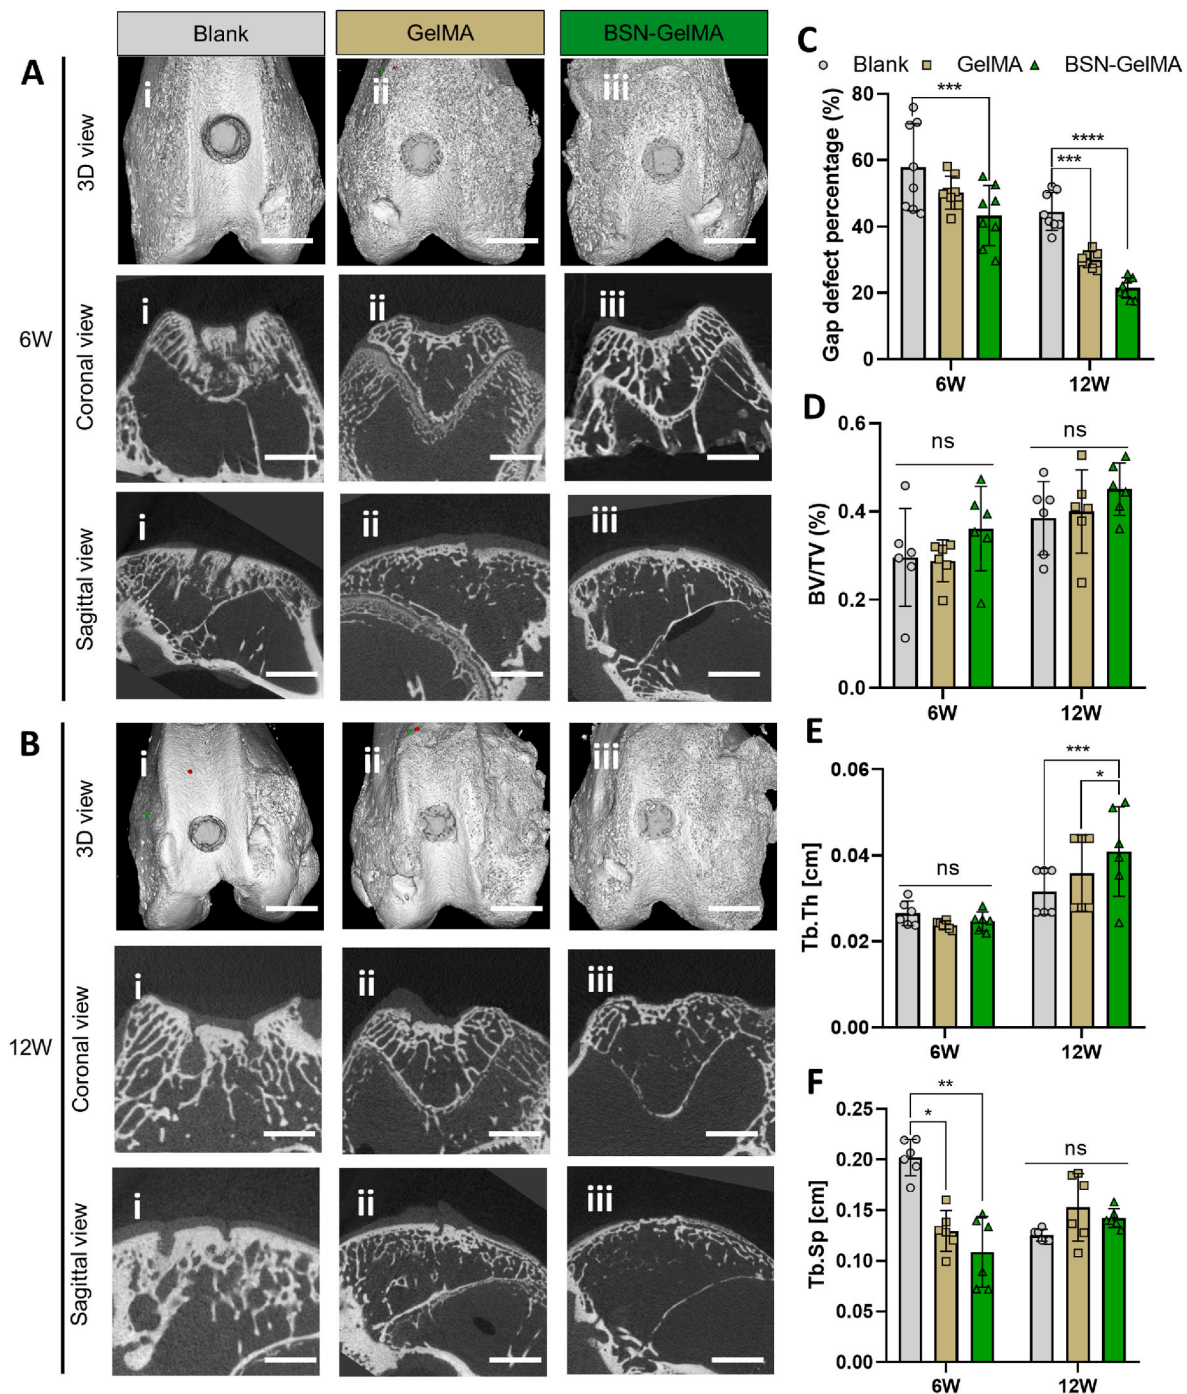 Blank
GelMA
BSN-GelMA
A
6W
3D view
i
ii
iii
Coronal view
i
ii
iii
Sagittal view
i
ii
iii
B
12W
3D view
i
ii
iii
Coronal view
i
ii
iii
Sagittal view
i
ii
iii
C
Blank GelMA BSN-GelMA
Gap defect percentage (%)
80
60
40
20
0
***
****
***
6W 12W
D
BV/TV (%)
0.6
0.4
0.2
0.0
ns
ns
6W 12W
E
Tb.Th [cm]
0.06
0.04
0.02
0.00
ns
***
*
6W 12W
F
Tb.Sp [cm]
0.25
0.20
0.15
0.10
0.05
0.00
**
*
ns
6W 12W